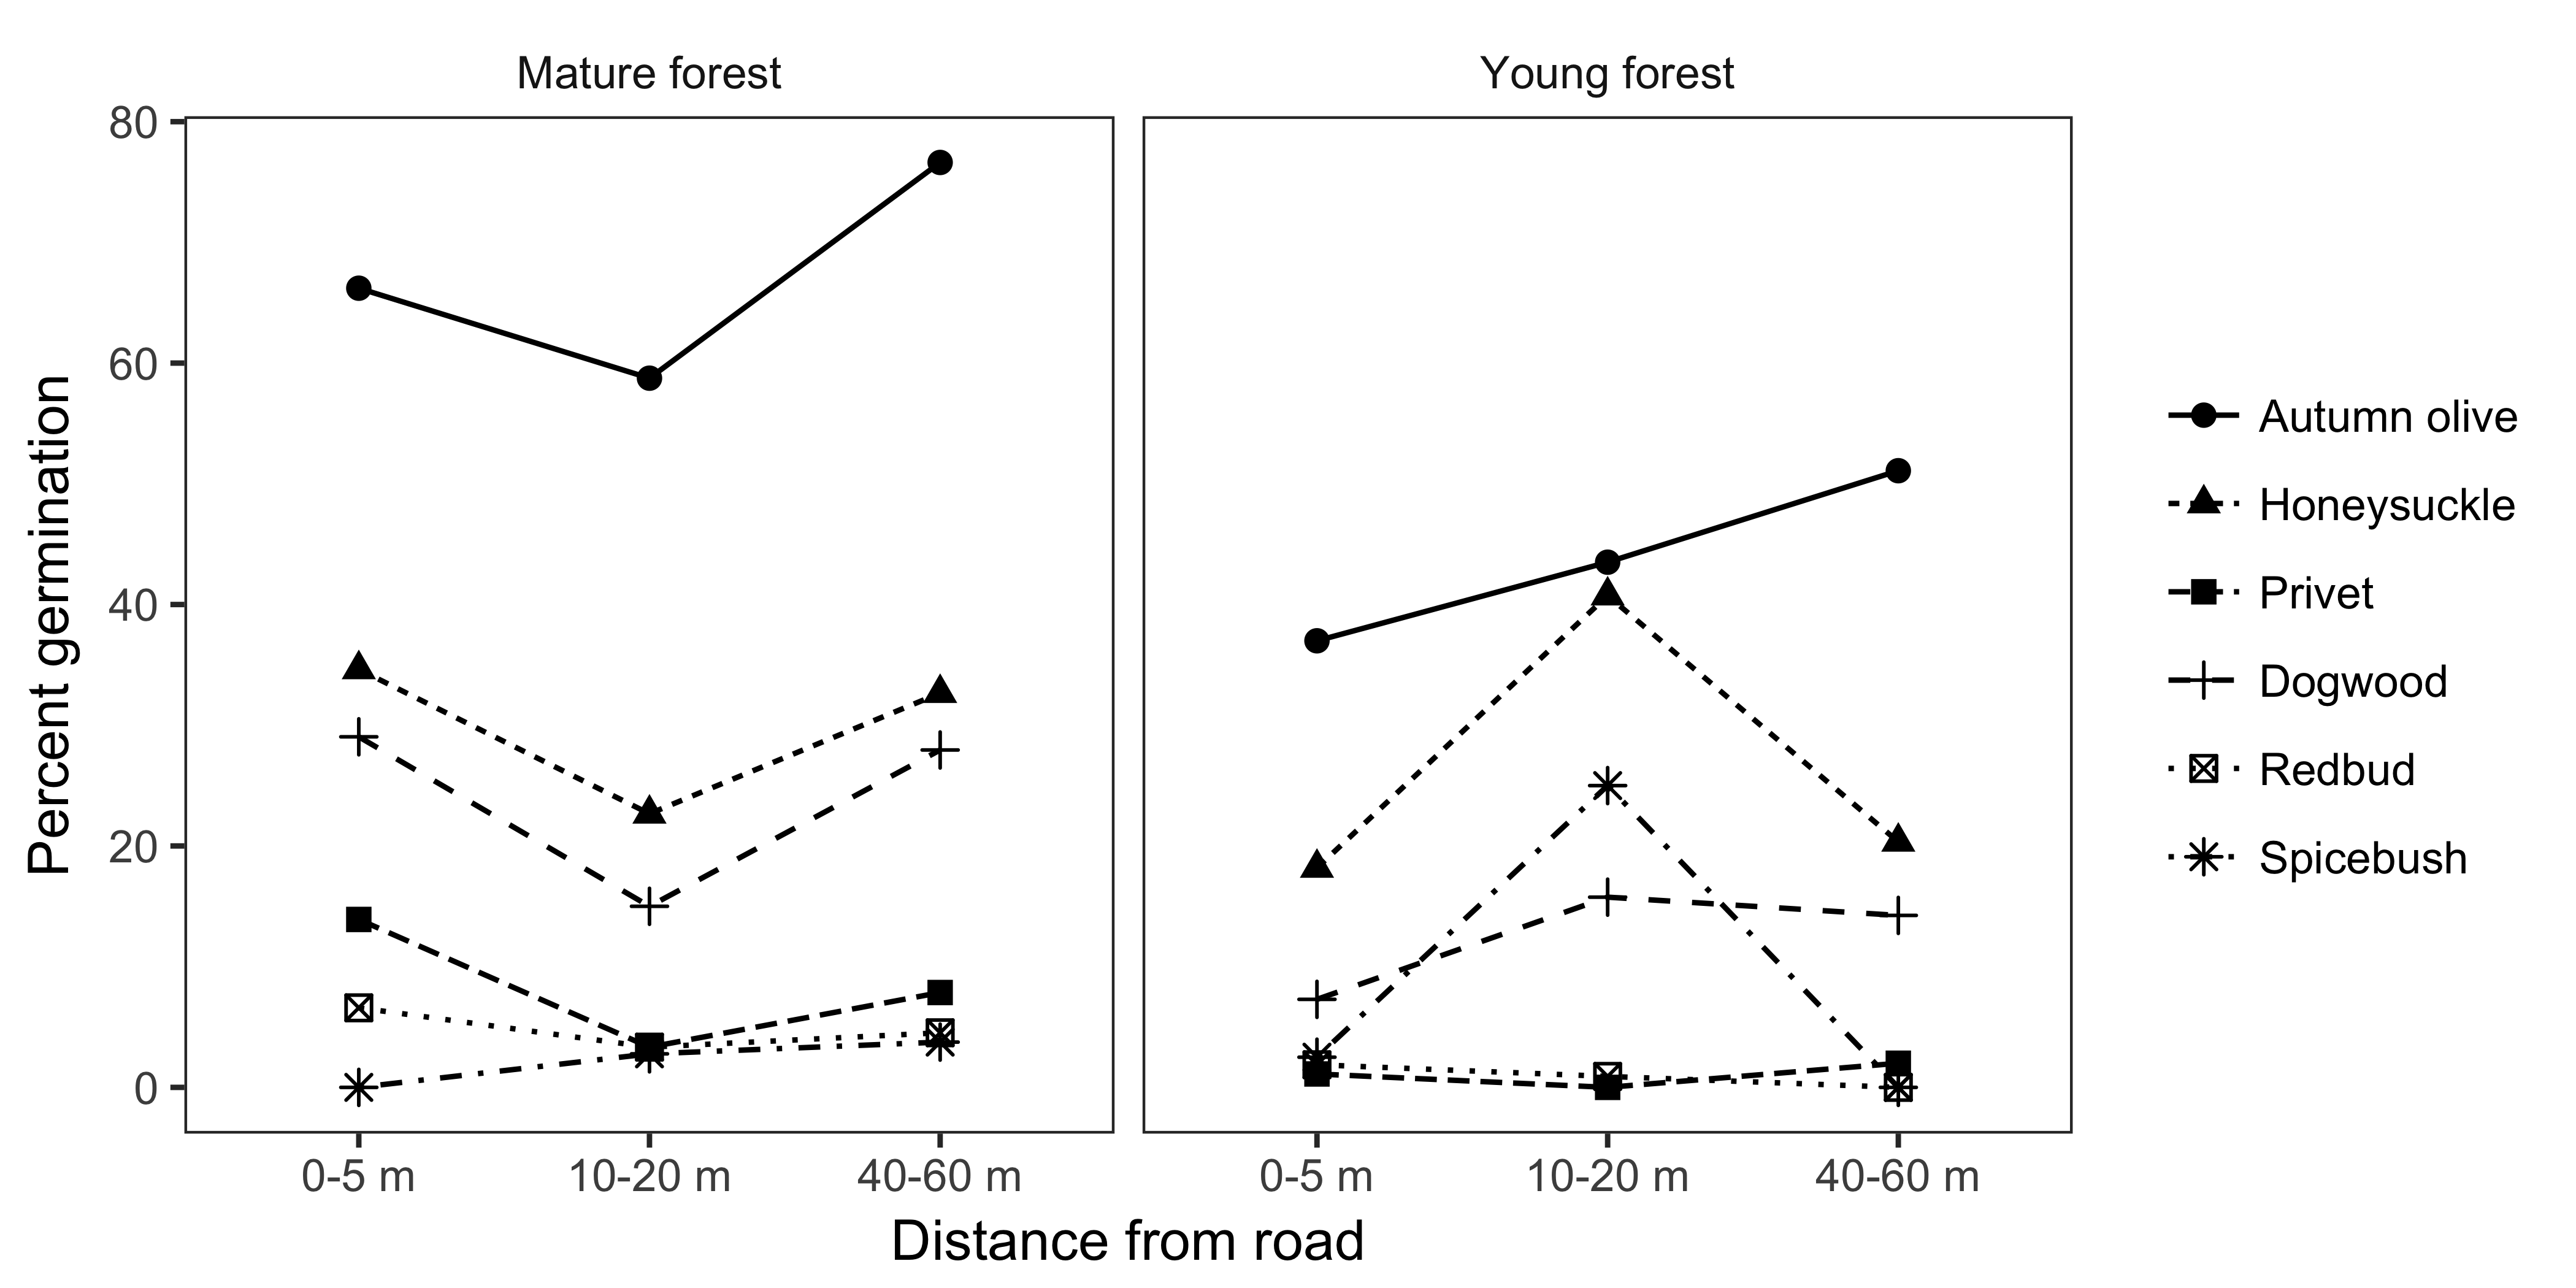 Mature forest
Young forest
80
60
40
20
0
Percent germination
0-5 m
10-20 m
40-60 m
0-5 m
10-20 m
40-60 m
Distance from road
Autumn olive
Honeysuckle
Privet
Dogwood
Redbud
Spicebush